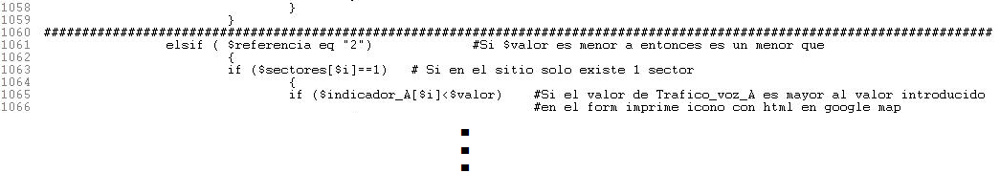 1058 }
1059 }
1060 ############################################################################################################################
1061 elsif ( $referencia eq "2") #Si $valor es menor a entonces es un menor que
1062 {
1063 if ($sectores[$i]==1) # Si en el sitio solo existe 1 sector
1064 {
1065 if ($indicador_A[$i]<$valor) #Si el valor de Trafico_voz_A es mayor al valor introducido
1066 #en el form imprime icono con html en google map